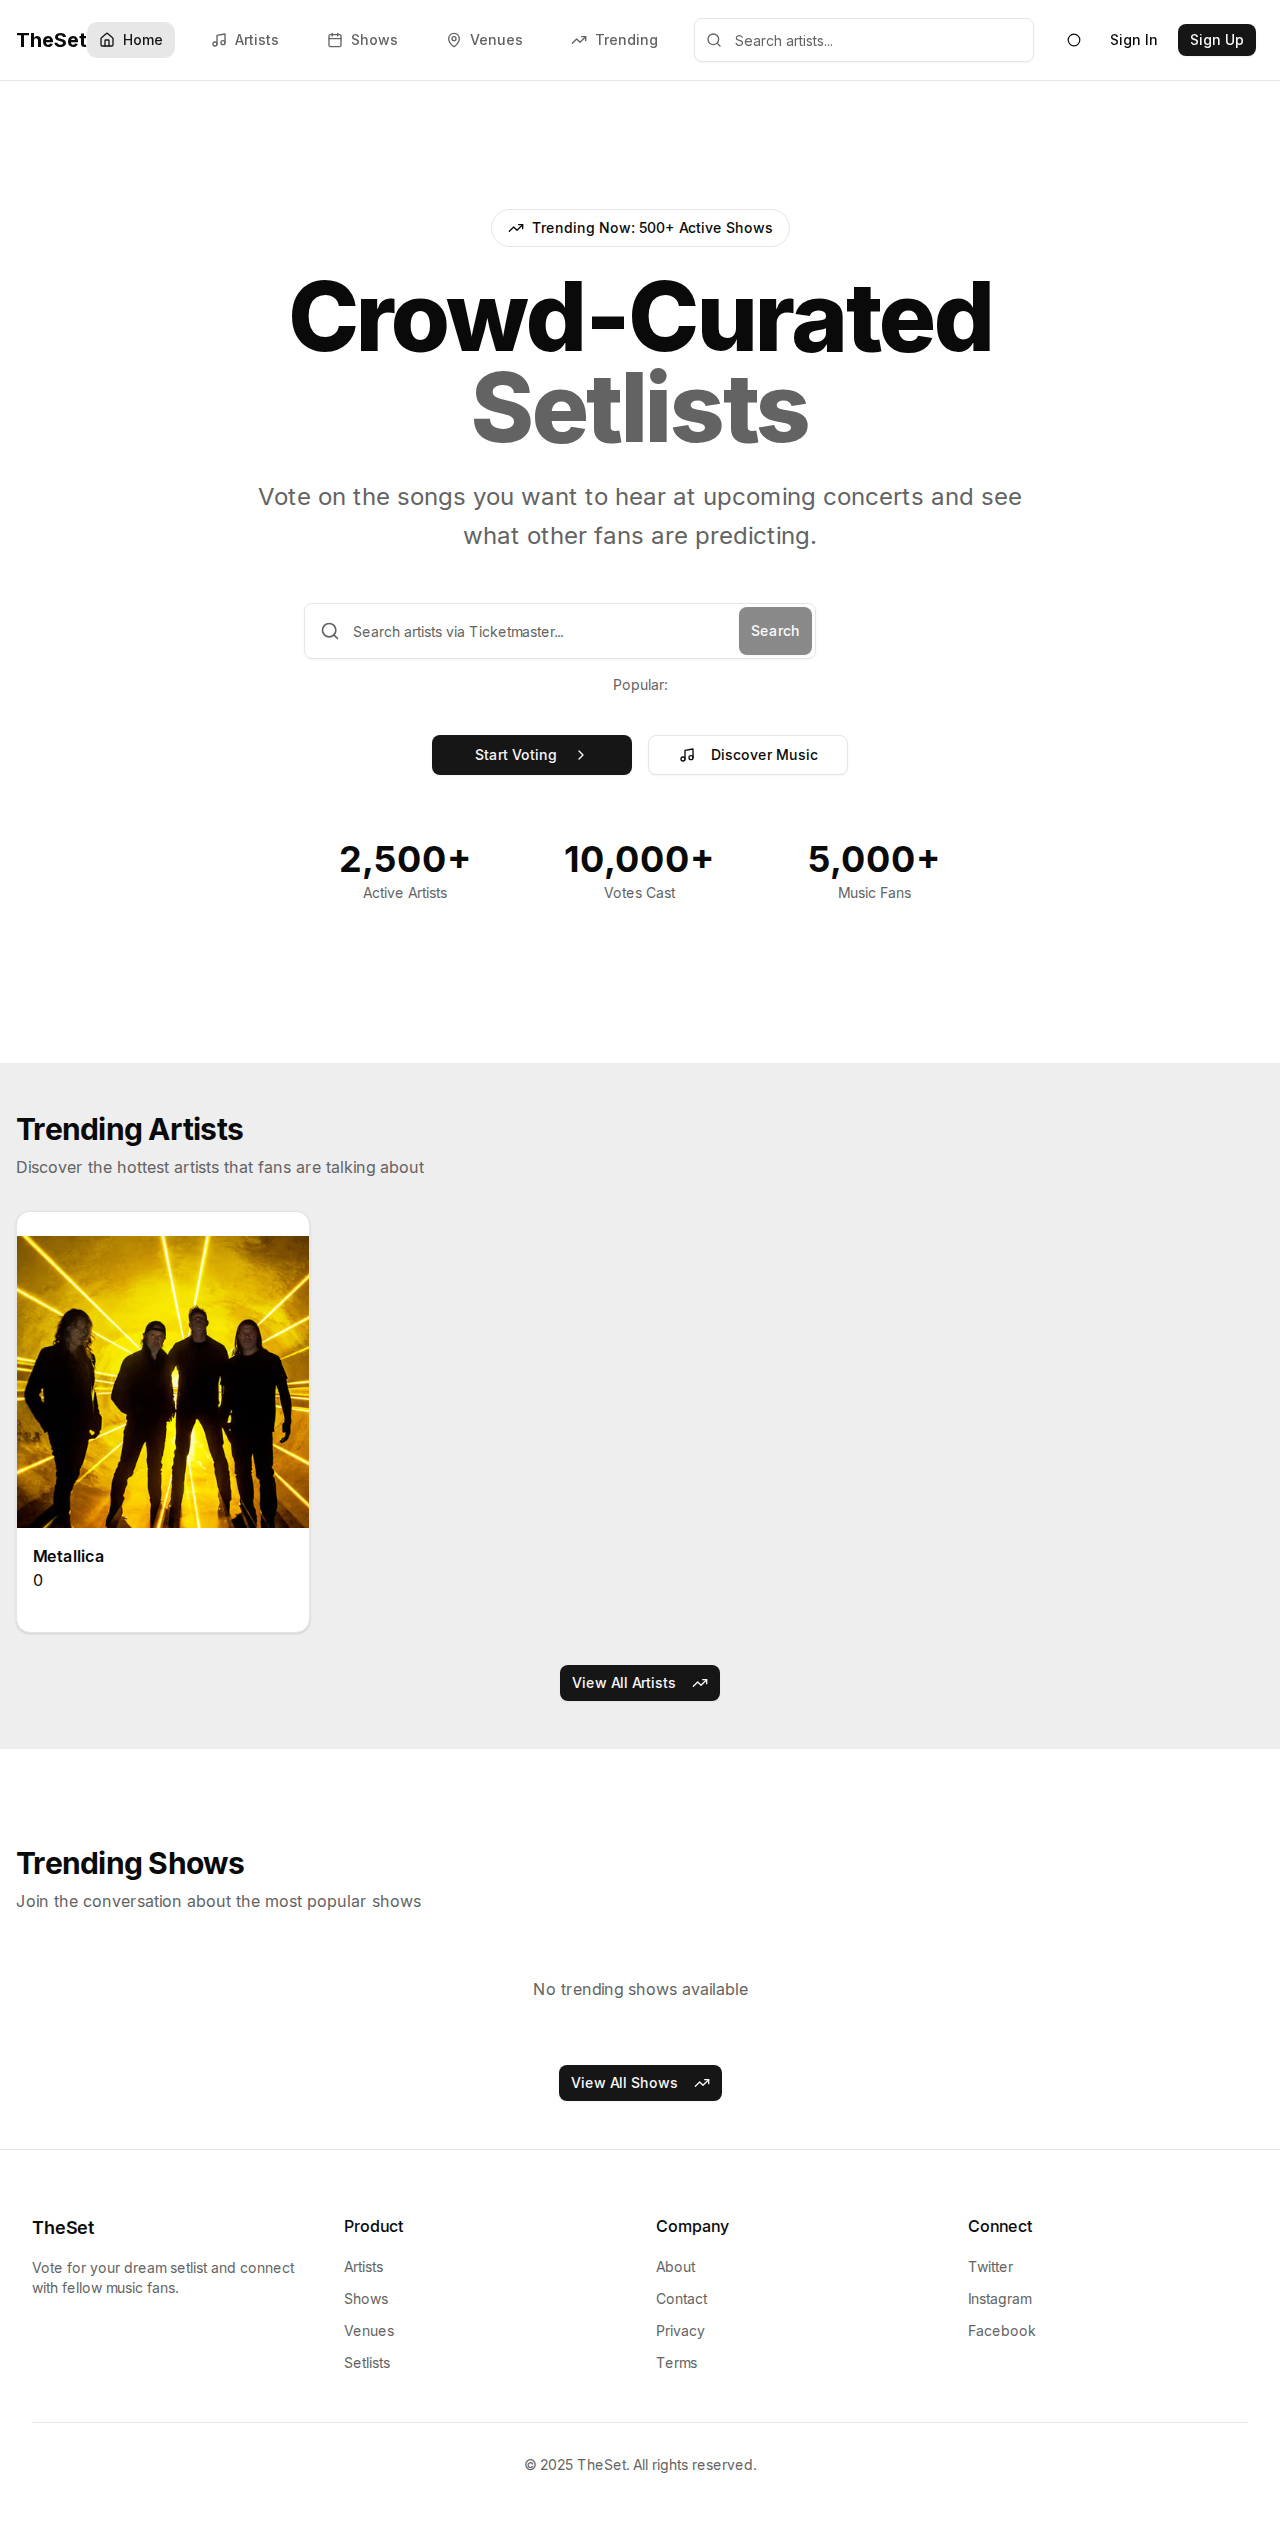 TheSet
Home
Artists
Shows
Venues
Trending
Search artists...
Sign In
Sign Up
Trending Now: 500+ Active Shows
Crowd-Curated
Setlists
Vote on the songs you want to hear at upcoming concerts and see
what other fans are predicting.
Search artists via Ticketmaster...
Search
Popular:
Start Voting
Discover Music
2,500+
Active Artists
10,000+
Votes Cast
5,000+
Music Fans
Trending Artists
Discover the hottest artists that fans are talking about
Metallica
0
View All Artists
Trending Shows
Join the conversation about the most popular shows
No trending shows available
View All Shows
TheSet
Vote for your dream setlist and connect
with fellow music fans.
Product
Artists
Shows
Venues
Setlists
Company
About
Contact
Privacy
Terms
Connect
Twitter
Instagram
Facebook
© 2025 TheSet. All rights reserved.